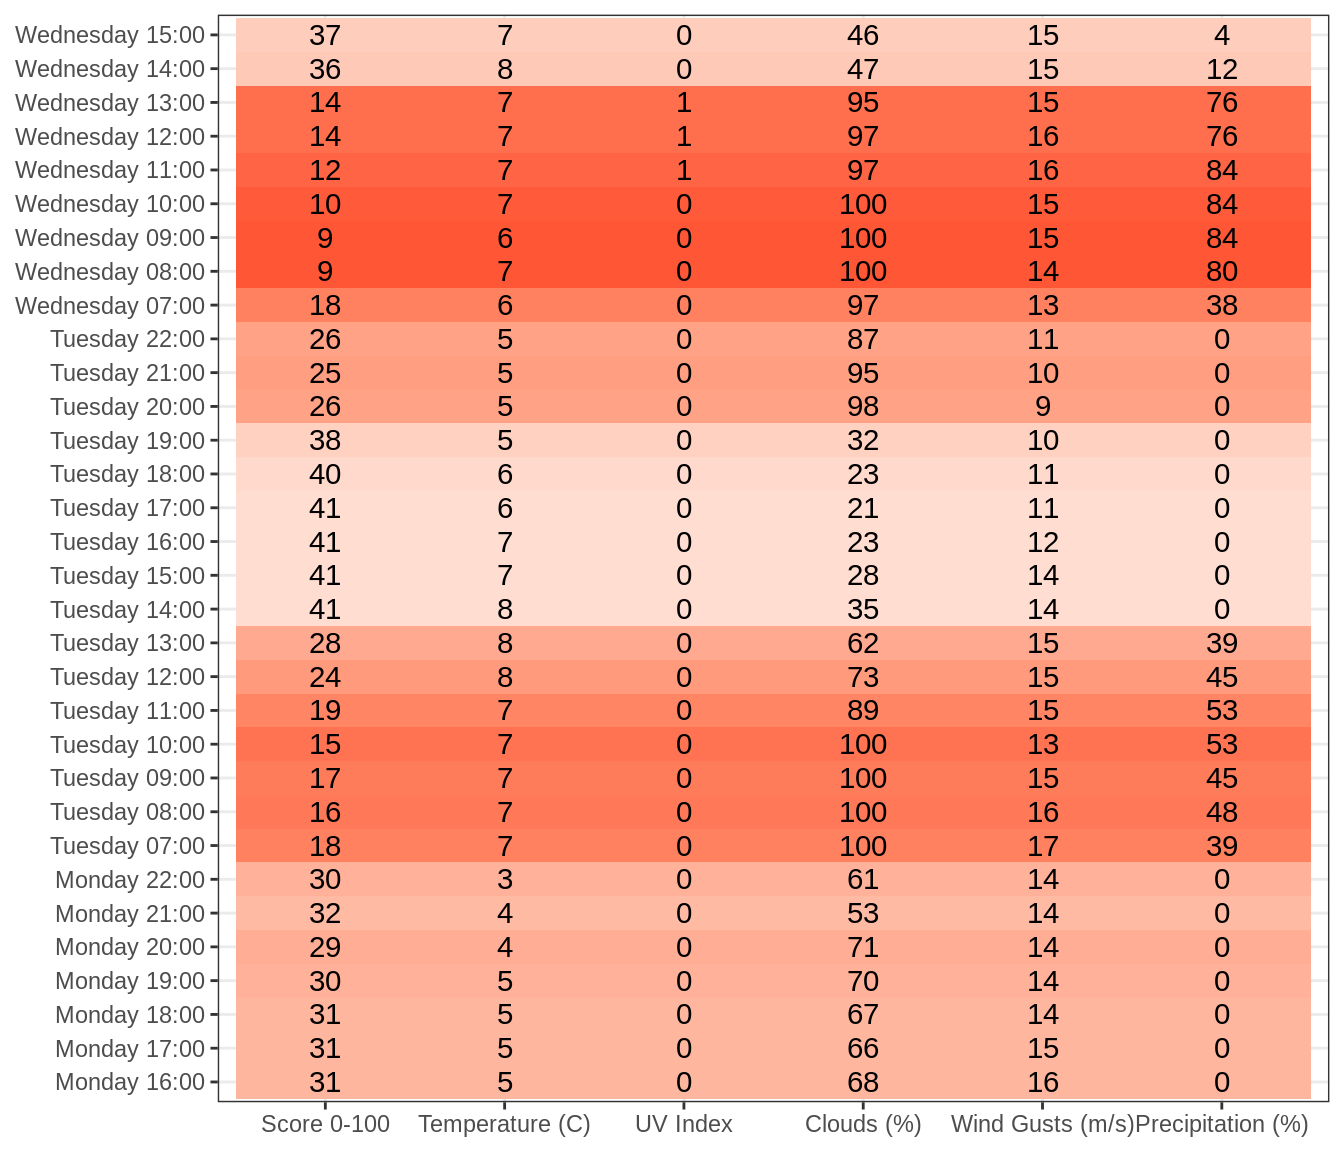 Wednesday 15:00 37 7 0 46 15 4
Wednesday 14:00 36 8 0 47 15 12
Wednesday 13:00 14 7 1 95 15 76
Wednesday 12:00 14 7 1 97 16 76
Wednesday 11:00 12 7 1 97 16 84
Wednesday 10:00 10 7 0 100 15 84
Wednesday 09:00 9 6 0 100 15 84
Wednesday 08:00 9 7 0 100 14 80
Wednesday 07:00 18 6 0 97 13 38
Tuesday 22:00 26 5 0 87 11 0
Tuesday 21:00 25 5 0 95 10 0
Tuesday 20:00 26 5 0 98 9 0
Tuesday 19:00 38 5 0 32 10 0
Tuesday 18:00 40 6 0 23 11 0
Tuesday 17:00 41 6 0 21 11 0
Tuesday 16:00 41 7 0 23 12 0
Tuesday 15:00 41 7 0 28 14 0
Tuesday 14:00 41 8 0 35 14 0
Tuesday 13:00 28 8 0 62 15 39
Tuesday 12:00 24 8 0 73 15 45
Tuesday 11:00 19 7 0 89 15 53
Tuesday 10:00 15 7 0 100 13 53
Tuesday 09:00 17 7 0 100 15 45
Tuesday 08:00 16 7 0 100 16 48
Tuesday 07:00 18 7 0 100 17 39
Monday 22:00 30 3 0 61 14 0
Monday 21:00 32 4 0 53 14 0
Monday 20:00 29 4 0 71 14 0
Monday 19:00 30 5 0 70 14 0
Monday 18:00 31 5 0 67 14 0
Monday 17:00 31 5 0 66 15 0
Monday 16:00 31 5 0 68 16 0
Score 0-100 Temperature (C) UV Index Clouds (%) Wind Gusts (m/s) Precipitation (%)